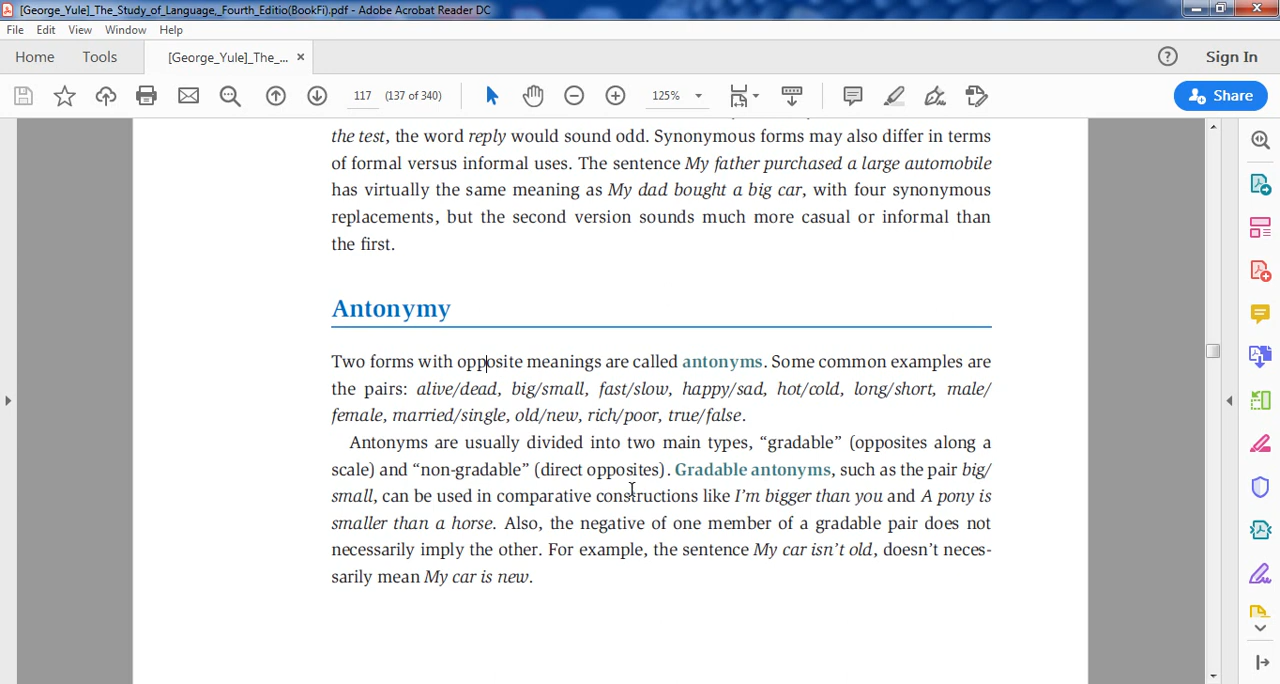 [George_Yule]_The_Study_of_Language,_Fourth_Editio(BookFi).pdf - Adobe Acrobat Reader DC
File Edit View Window Help
Home Tools [George_Yule]_The_... × Sign In
117 (137 of 340) 125% Share
the test, the word reply would sound odd. Synonymous forms may also differ in terms
of formal versus informal uses. The sentence My father purchased a large automobile
has virtually the same meaning as My dad bought a big car, with four synonymous
replacements, but the second version sounds much more casual or informal than
the first.
Antonymy
Two forms with opposite meanings are called antonyms. Some common examples are
the pairs: alive/dead, big/small, fast/slow, happy/sad, hot/cold, long/short, male/
female, married/single, old/new, rich/poor, true/false.
Antonyms are usually divided into two main types, “gradable” (opposites along a
scale) and “non-gradable” (direct opposites). Gradable antonyms, such as the pair big/
small, can be used in comparative constructions like I’m bigger than you and A pony is
smaller than a horse. Also, the negative of one member of a gradable pair does not
necessarily imply the other. For example, the sentence My car isn’t old, doesn’t neces-
sarily mean My car is new.